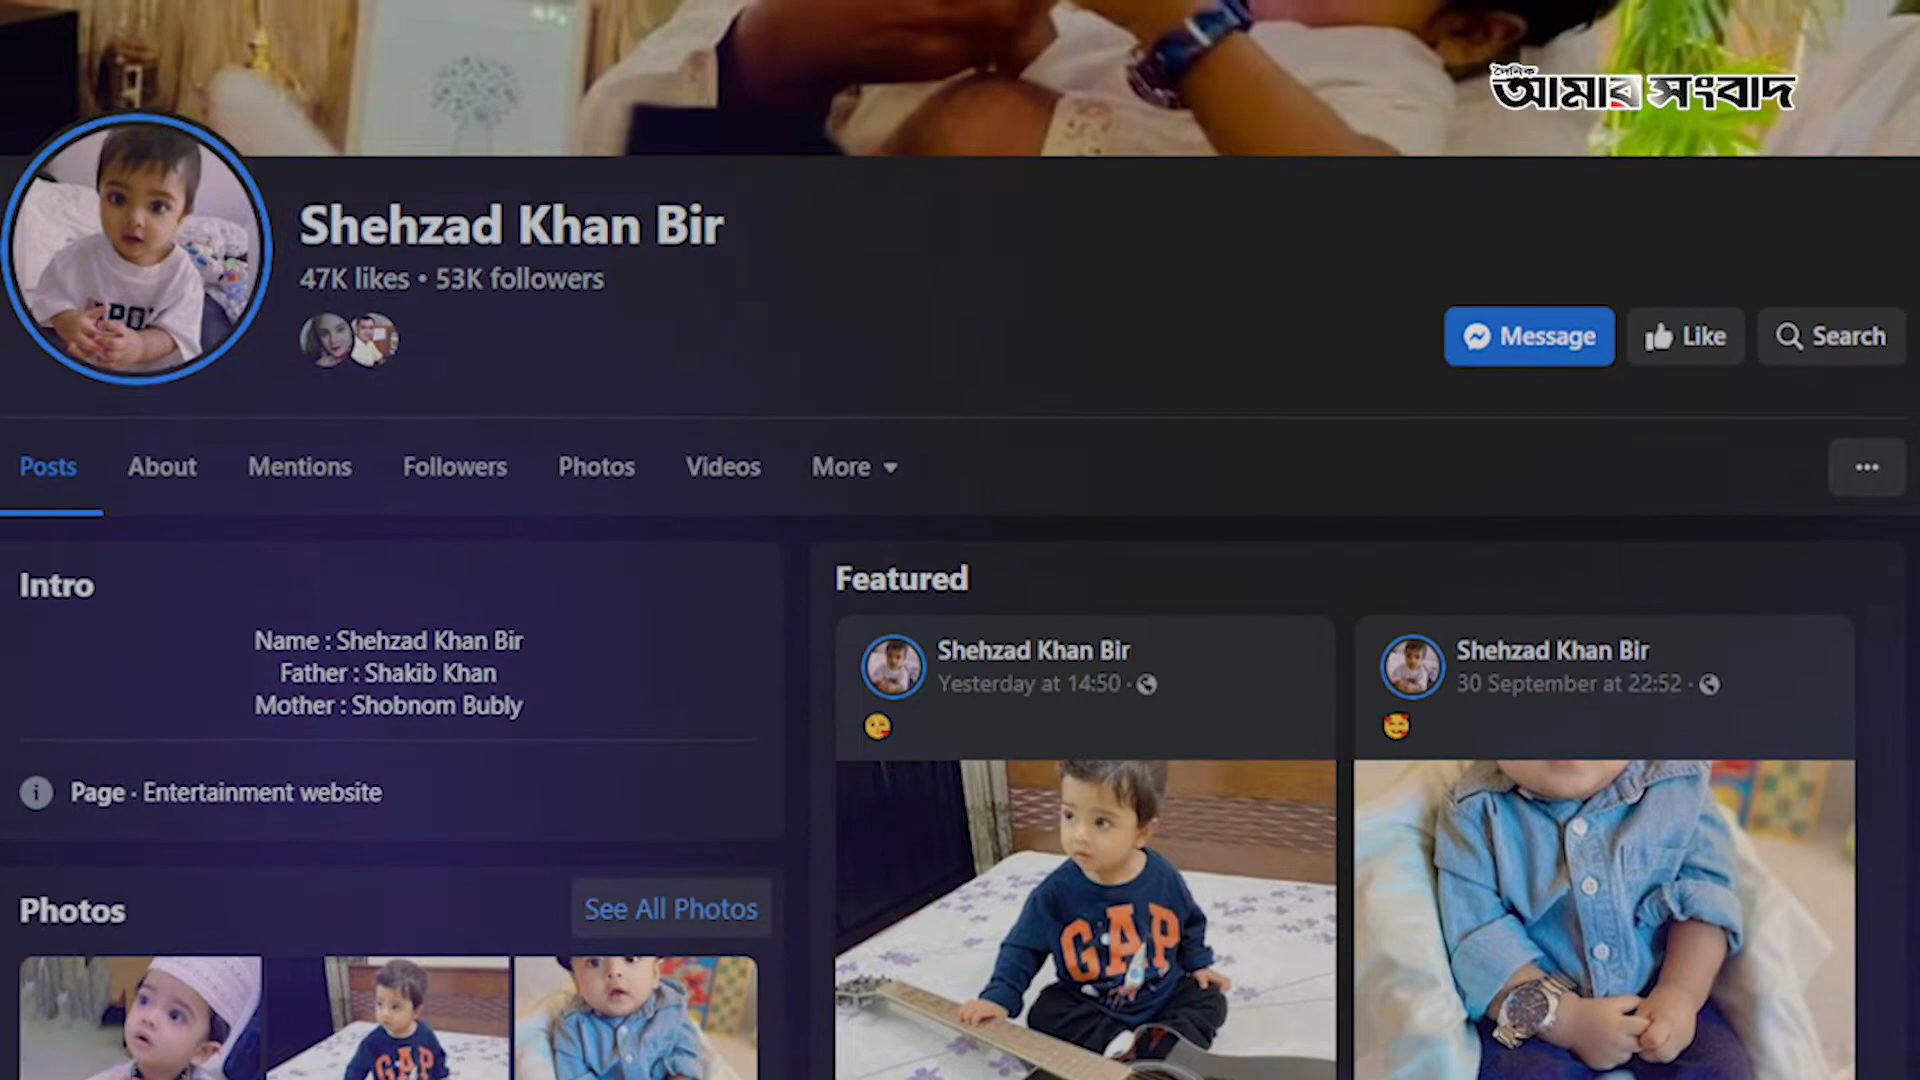 দৈনিক
আমার সংবাদ
Shehzad Khan Bir
47K likes • 53K followers
Message
Like
Search
Posts
About
Mentions
Followers
Photos
Videos
More
Intro
Name : Shehzad Khan Bir
Father : Shakib Khan
Mother : Shobnom Bubly
Page · Entertainment website
Photos
See All Photos
Featured
Shehzad Khan Bir
Yesterday at 14:50 ·
Shehzad Khan Bir
30 September at 22:52 ·
GAP
GAP